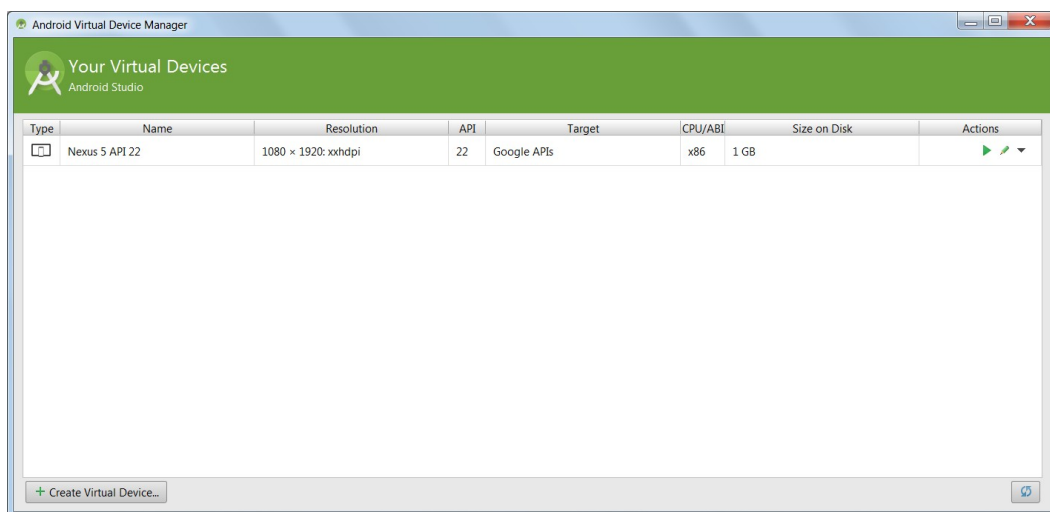 Android Virtual Device Manager
Your Virtual Devices
Android Studio
Type Name Resolution API Target CPU/ABI Size on Disk Actions
Nexus 5 API 22 1080 × 1920: xxhdpi 22 Google APIs x86 1 GB
Create Virtual Device...